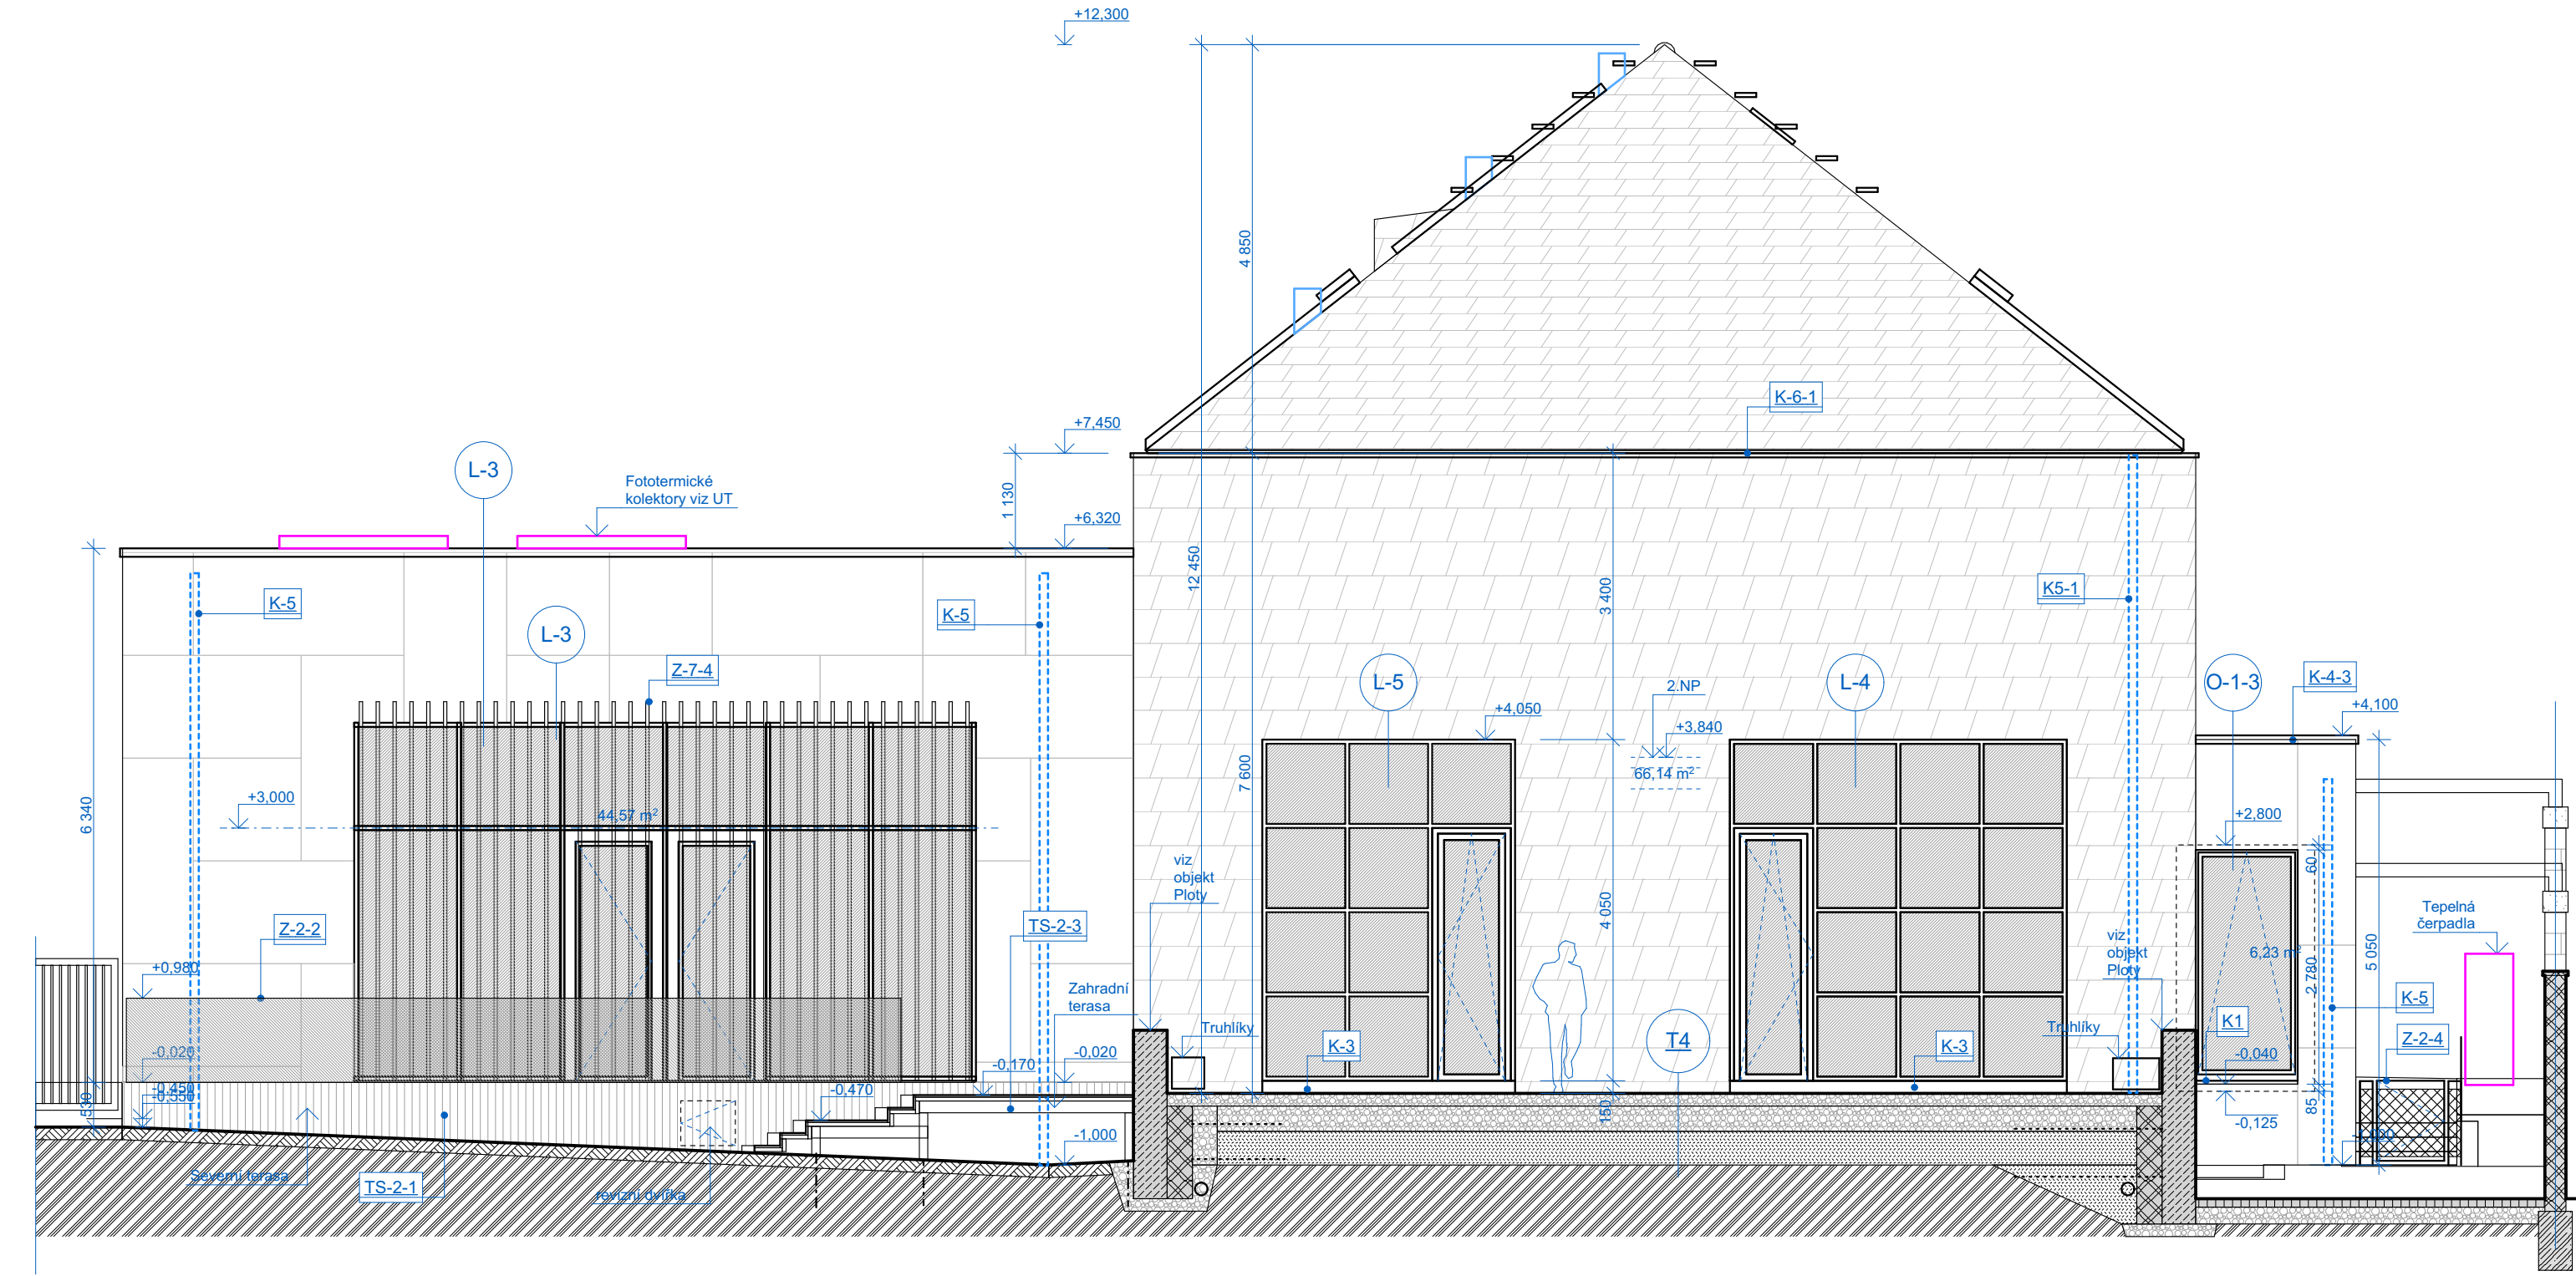 +12,300
4 850
K-6-1
+7,450
L-3
Fototermické
kolektory viz UT
1 130
+6,320
12 450
K-5
K-5
3 400
K5-1
L-3
Z-7-4
L-5
2.NP
L-4
O-1-3
K-4-3
+4,050
+3,840
+4,100
66,14 m²
7 600
+3,000
6 340
44,57 m²
+2,800
60
viz
objekt
Ploty
4 050
Tepelná
čerpadla
Z-2-2
TS-2-3
viz
objekt
Ploty
6,23 m²
2 780
5 050
+0,980
Zahradní
terasa
K-5
Truhlíky
T4
Truhlíky
K1
K-3
K-3
Z-2-4
-0,020
-0,020
-0,040
-0,170
-0,450
-0,550
530
-0,470
150
85
-0,125
-1,000
-1,000
Severní terasa
TS-2-1
revizní dvířka